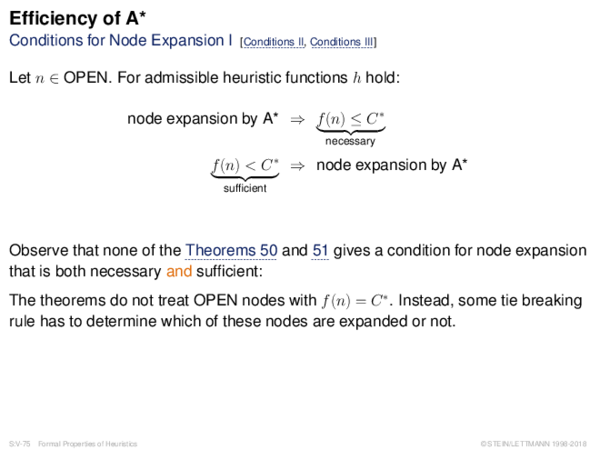 Efficiency of A*
Conditions for Node Expansion I [Conditions II, Conditions III]
Let n ∈ OPEN. For admissible heuristic functions h hold:
node expansion by A* ⇒ f(n) ≤ C*
necessary
f(n) < C* ⇒ node expansion by A*
sufficient
Observe that none of the Theorems 50 and 51 gives a condition for node expansion
that is both necessary and sufficient:
The theorems do not treat OPEN nodes with f(n) = C*. Instead, some tie breaking
rule has to determine which of these nodes are expanded or not.
S:V-75 Formal Properties of Heuristics ©STEIN/LETTMANN 1998-2018